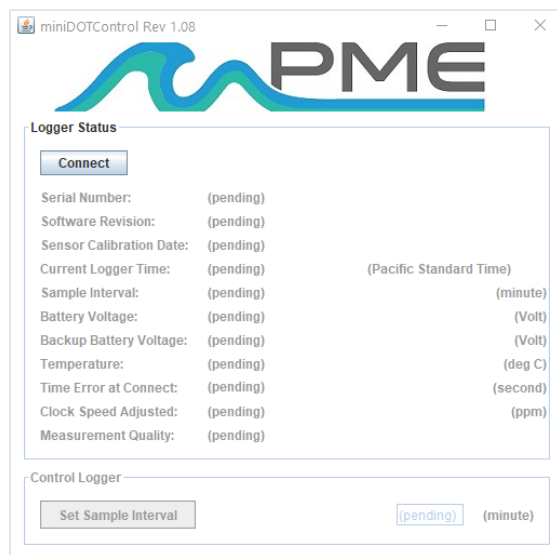 miniDOTControl Rev 1.08
PME
Logger Status
Connect
Serial Number: (pending)
Software Revision: (pending)
Sensor Calibration Date: (pending)
Current Logger Time: (pending) (Pacific Standard Time)
Sample Interval: (pending) (minute)
Battery Voltage: (pending) (Volt)
Backup Battery Voltage: (pending) (Volt)
Temperature: (pending) (deg C)
Time Error at Connect: (pending) (second)
Clock Speed Adjusted: (pending) (ppm)
Measurement Quality: (pending)
Control Logger
Set Sample Interval (pending) (minute)